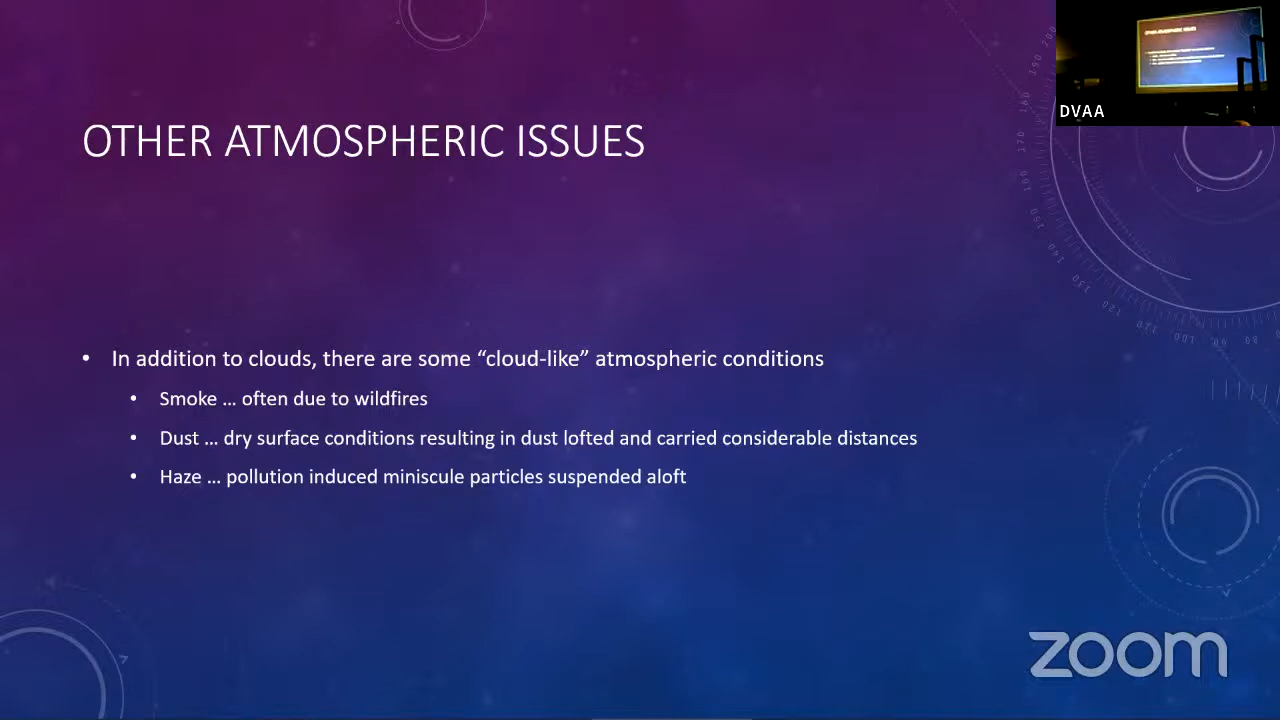 OTHER ATMOSPHERIC ISSUES
• In addition to clouds, there are some “cloud-like” atmospheric conditions
• Smoke … often due to wildfires
• Dust … dry surface conditions resulting in dust lofted and carried considerable distances
• Haze … pollution induced miniscule particles suspended aloft
DVAA
zoom